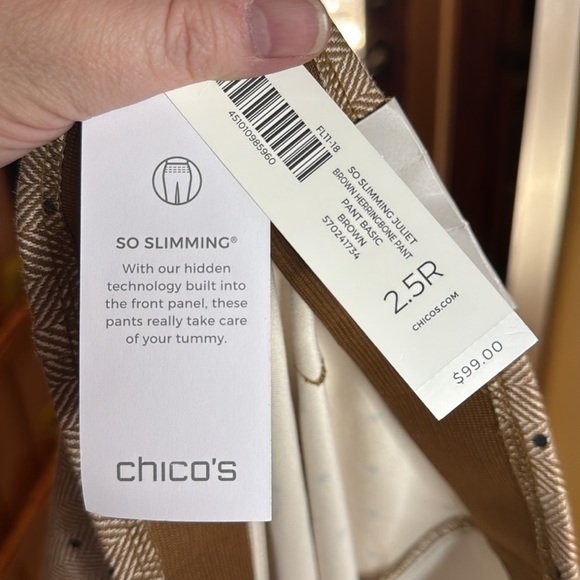 SO SLIMMING®
With our hidden
technology built into
the front panel, these
pants really take care
of your tummy.
chico's
451010985960
FL11-18
SO SLIMMING JULIET
BROWN HERRINGBONE PANT
PANT BASIC
BROWN
570241734
2.5R
CHICOS.COM
$99.00